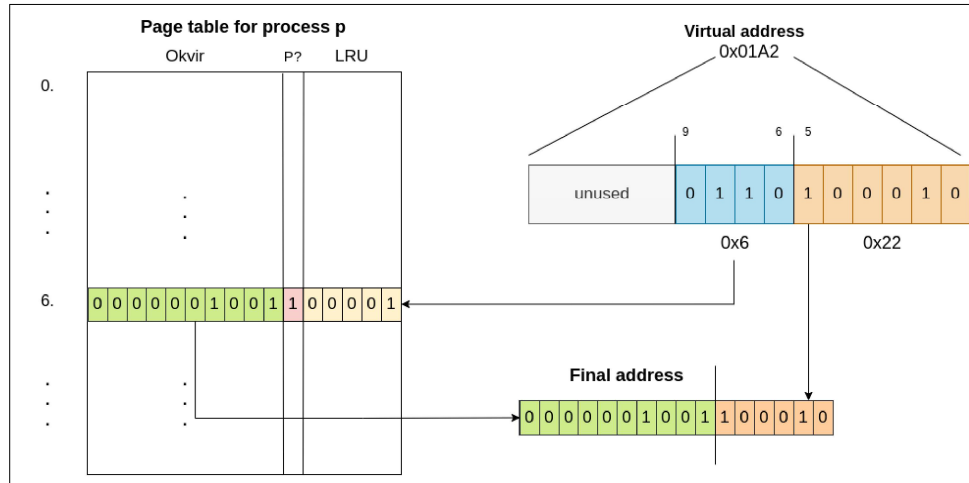 Page table for process p
Okvir P? LRU
0.
6.
0 0 0 0 0 0 1 0 0 1 1 0 0 0 0 1
Virtual address
0x01A2
9 6 5
unused 0 1 1 0 1 0 0 0 1 0
0x6 0x22
Final address
0 0 0 0 0 0 1 0 0 1 1 0 0 0 1 0